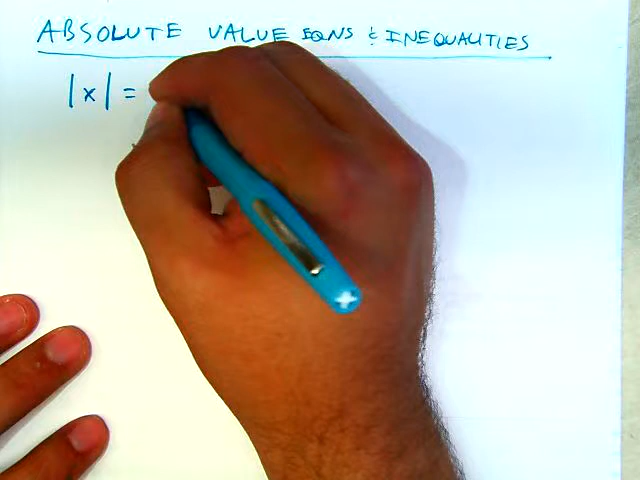 ABSOLUTE VALUE EQNS & INEQUALITIES
|x| =